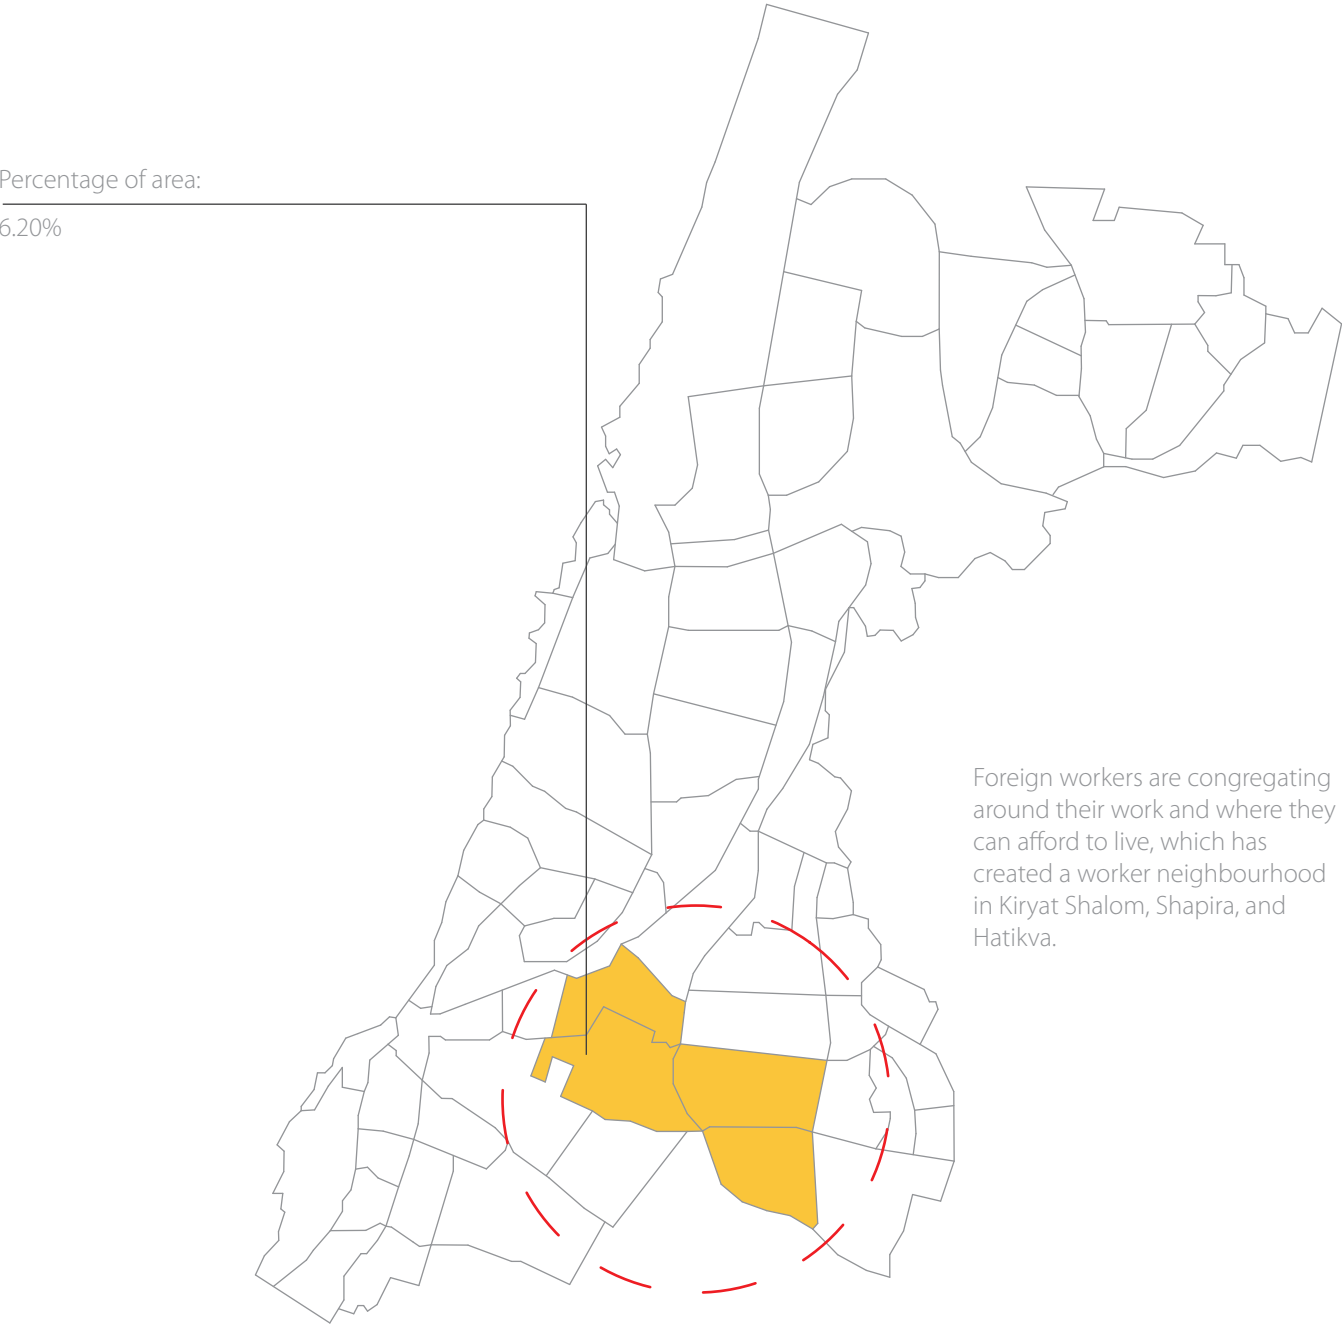 Percentage of area:
6.20%
Foreign workers are congregating
around their work and where they
can afford to live, which has
created a worker neighbourhood
in Kiryat Shalom, Shapira, and
Hatikva.